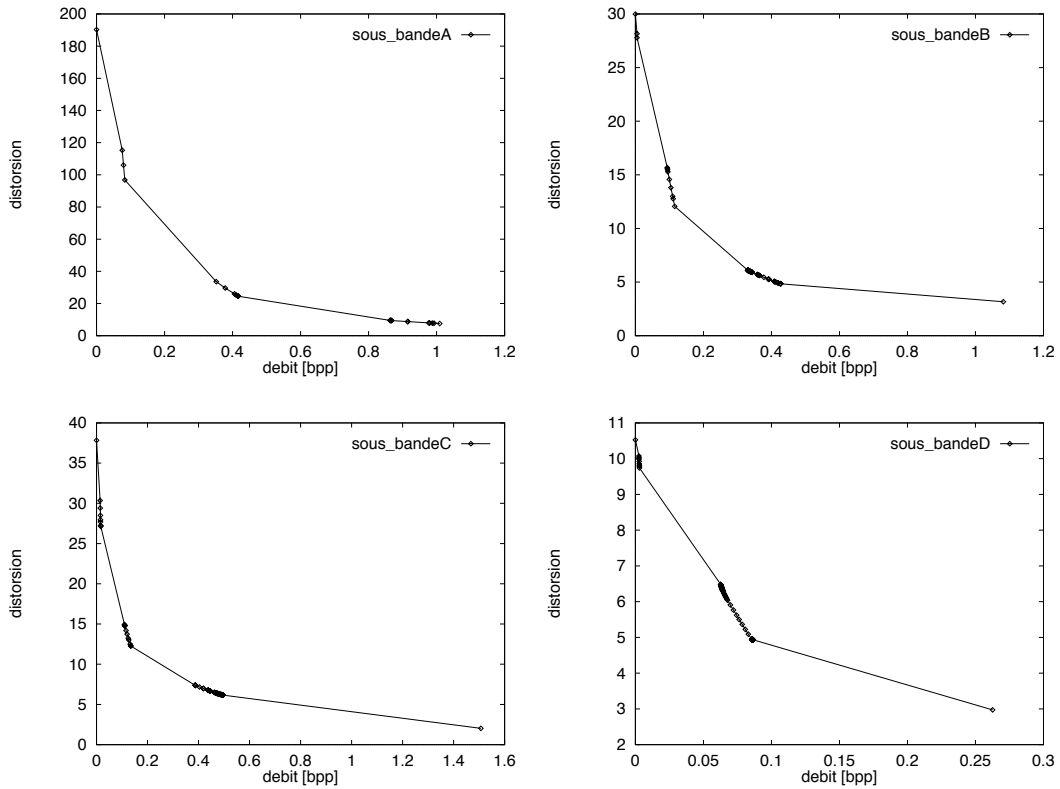 200
180
160
140
120
100
80
60
40
20
0
distorsion
sous_bandeA
0 0.2 0.4 0.6 0.8 1 1.2
debit [bpp]
30
25
20
15
10
5
0
distorsion
sous_bandeB
0 0.2 0.4 0.6 0.8 1 1.2
debit [bpp]
40
35
30
25
20
15
10
5
0
distorsion
sous_bandeC
0 0.2 0.4 0.6 0.8 1 1.2 1.4 1.6
debit [bpp]
11
10
9
8
7
6
5
4
3
2
distorsion
sous_bandeD
0 0.05 0.1 0.15 0.2 0.25 0.3
debit [bpp]